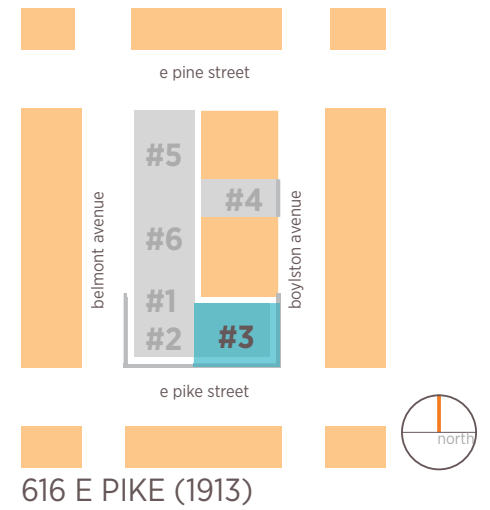 e pine street
#5
#4
belmont avenue
boylston avenue
#6
#1
#2
#3
e pike street
north
616 E PIKE (1913)